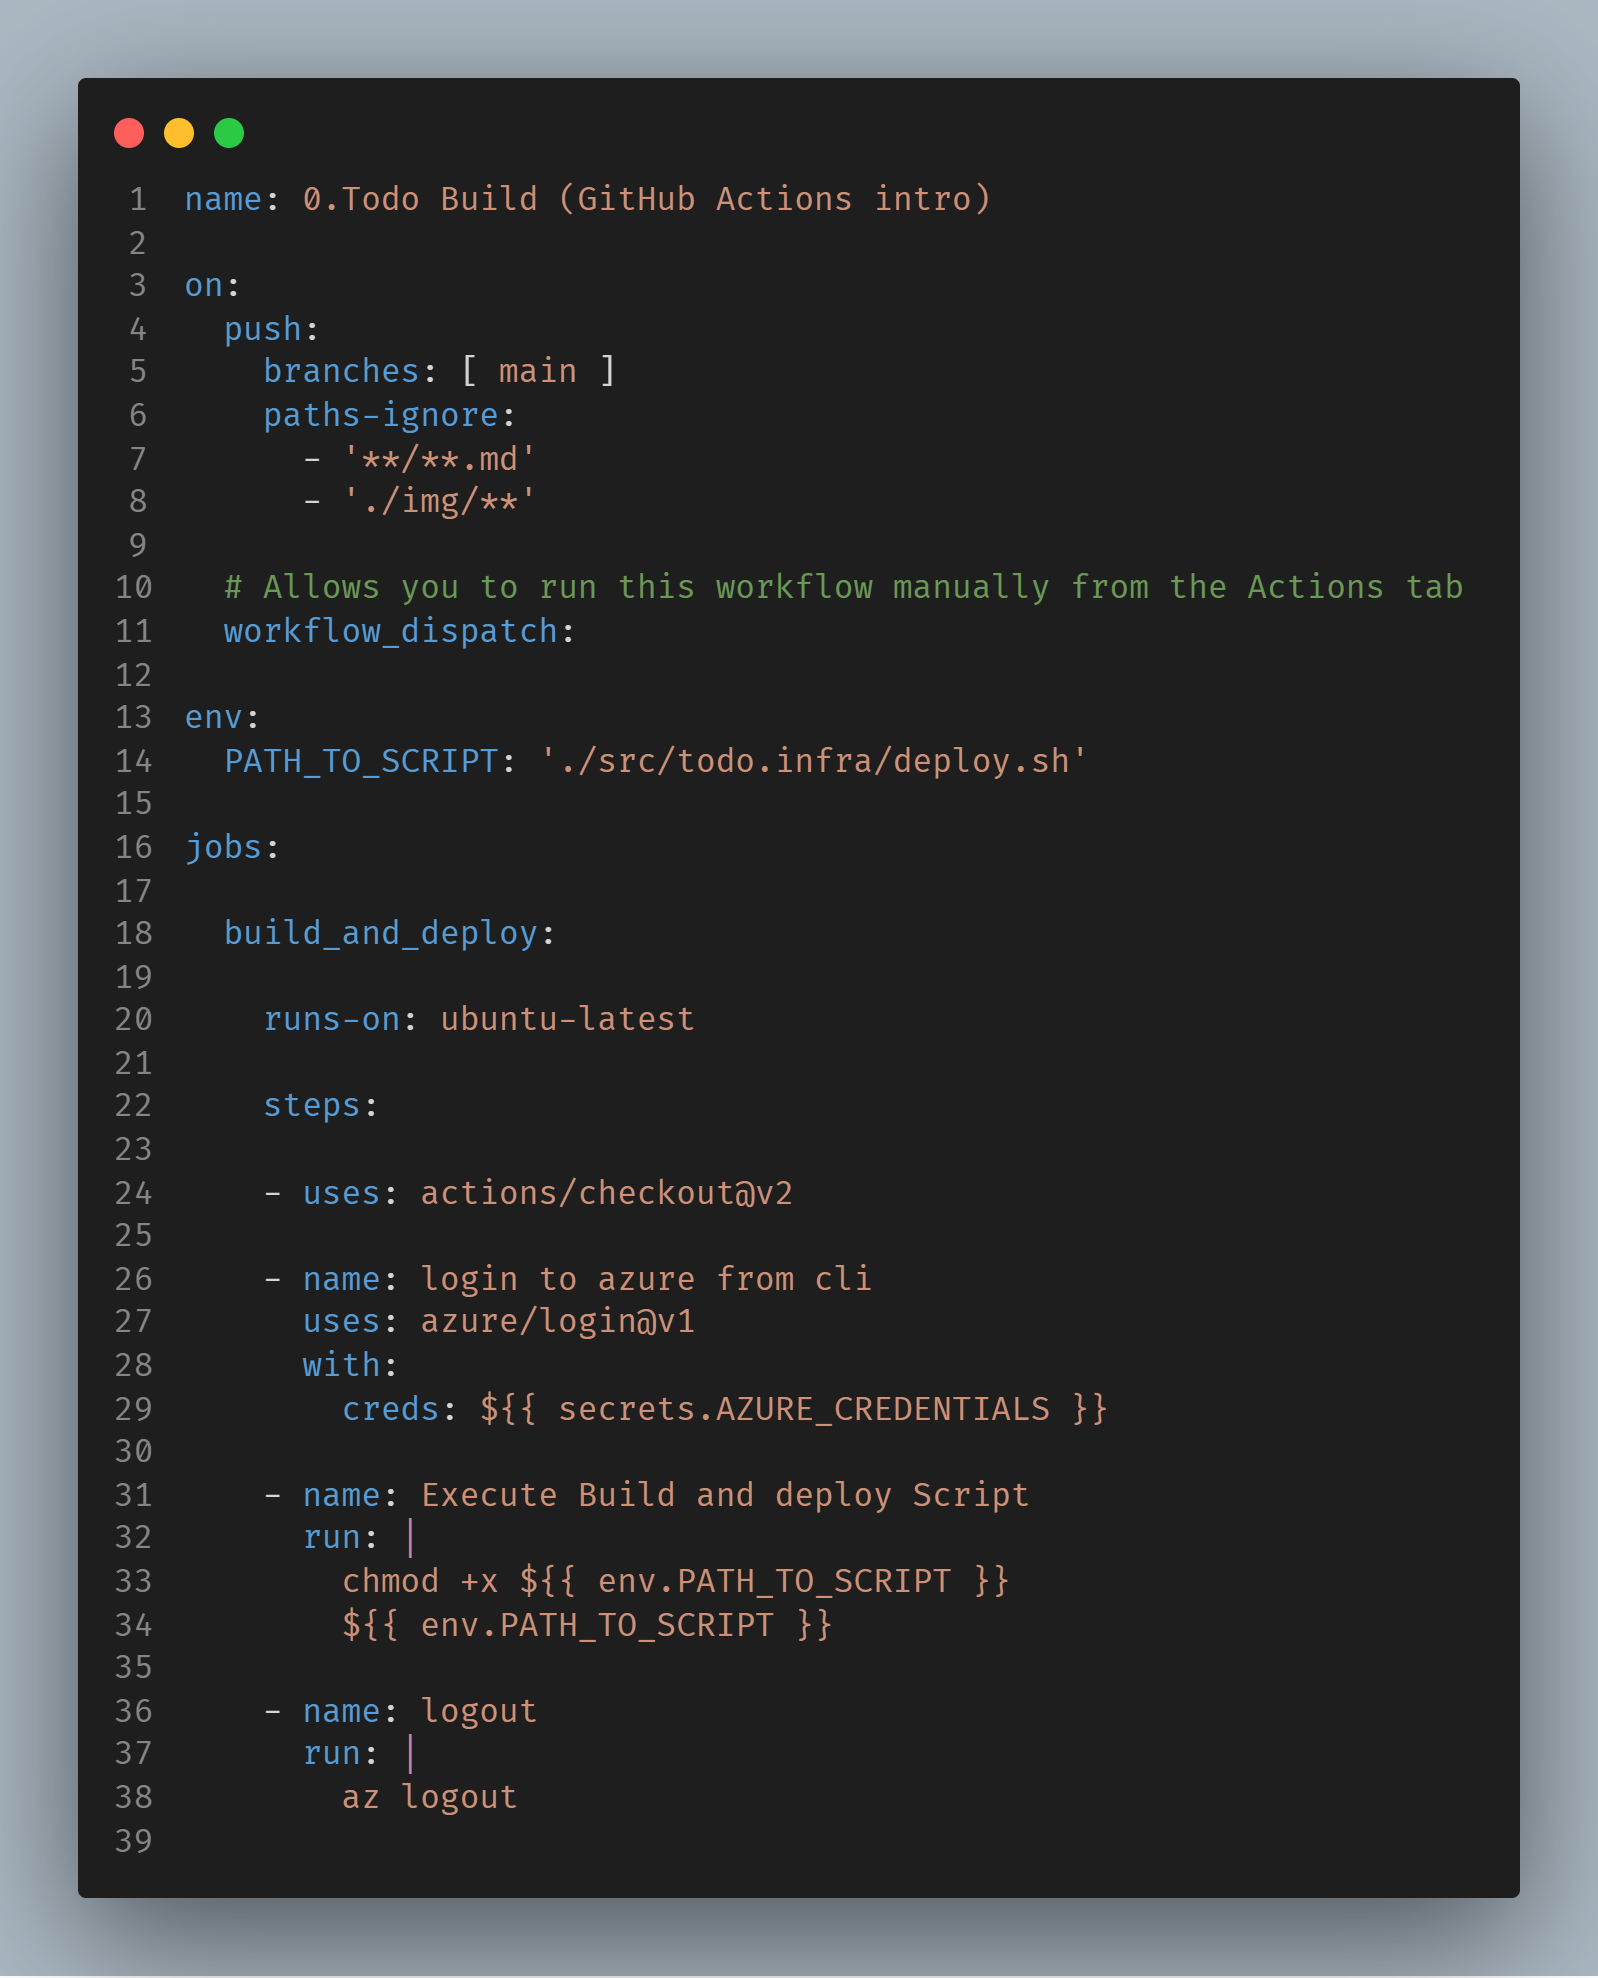 1 name: 0.Todo Build (GitHub Actions intro)
2
3 on:
4   push:
5     branches: [ main ]
6     paths-ignore:
7       - '**/**.md'
8       - './img/**'
9
10   # Allows you to run this workflow manually from the Actions tab
11   workflow_dispatch:
12
13 env:
14   PATH_TO_SCRIPT: './src/todo.infra/deploy.sh'
15
16 jobs:
17
18   build_and_deploy:
19
20     runs-on: ubuntu-latest
21
22     steps:
23
24     - uses: actions/checkout@v2
25
26     - name: login to azure from cli
27       uses: azure/login@v1
28       with:
29         creds: ${{ secrets.AZURE_CREDENTIALS }}
30
31     - name: Execute Build and deploy Script
32       run: |
33         chmod +x ${{ env.PATH_TO_SCRIPT }}
34         ${{ env.PATH_TO_SCRIPT }}
35
36     - name: logout
37       run: |
38         az logout
39